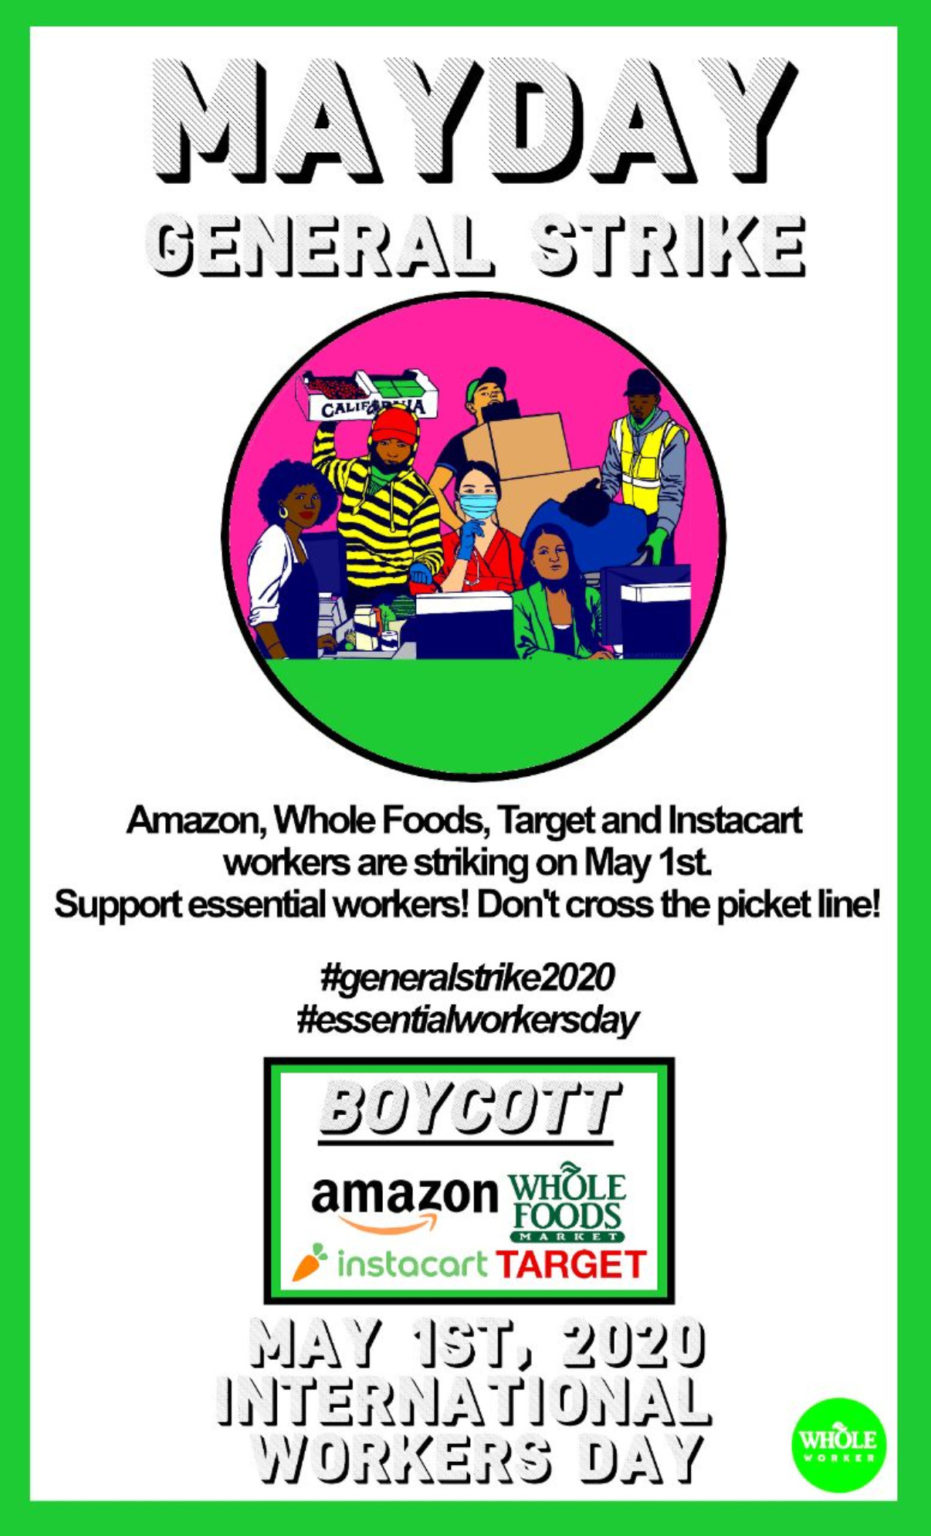 MAYDAY
GENERAL STRIKE
CALIFORNIA
Amazon, Whole Foods, Target and Instacart
workers are striking on May 1st.
Support essential workers! Don't cross the picket line!
#generalstrike2020
#essentialworkersday
BOYCOTT
amazon
WHOLE
FOODS
MARKET
instacart TARGET
MAY 1ST, 2020
INTERNATIONAL
WORKERS DAY
WHOLE
WORKER